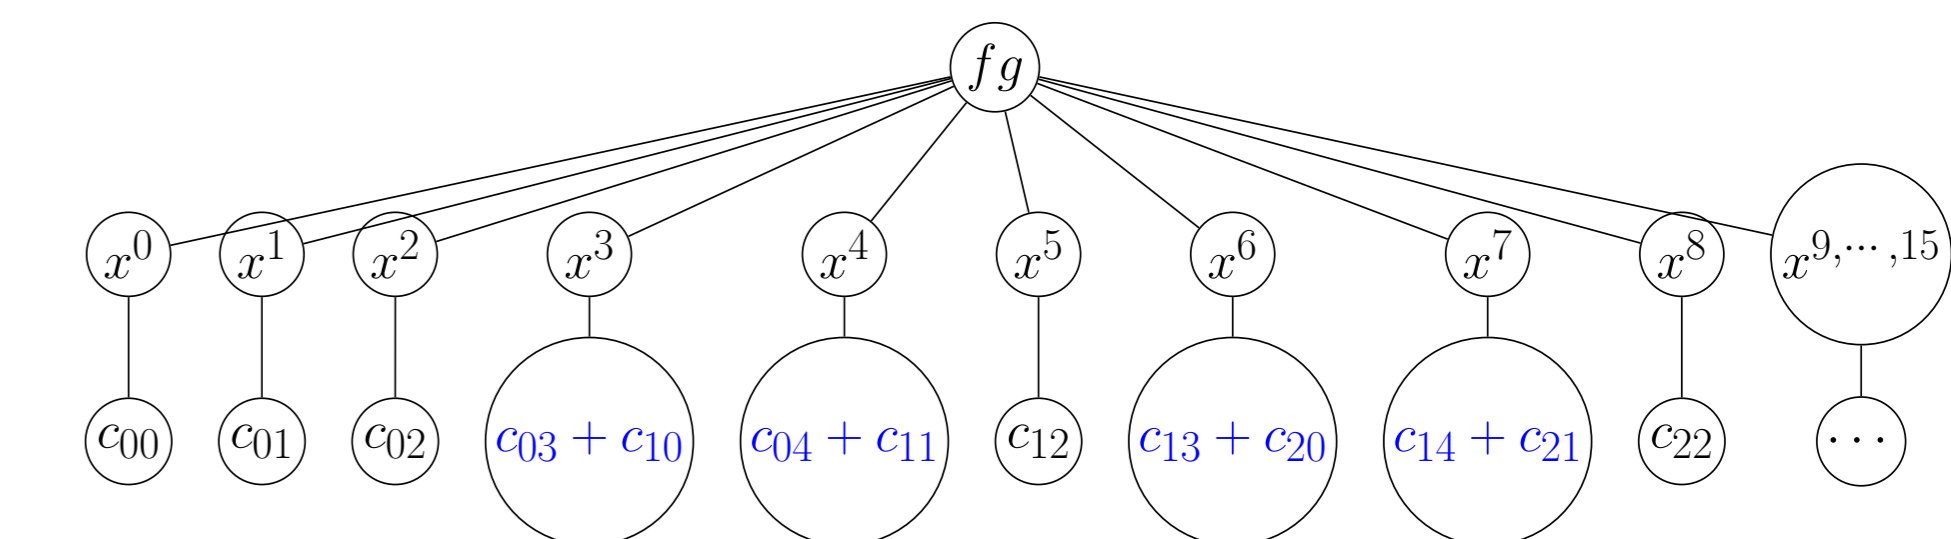 fg
x^0 x^1 x^2 x^3 x^4 x^5 x^6 x^7 x^8 x^{9,⋯,15}
c_{00} c_{01} c_{02} c_{03} + c_{10} c_{04} + c_{11} c_{12} c_{13} + c_{20} c_{14} + c_{21} c_{22} ⋯